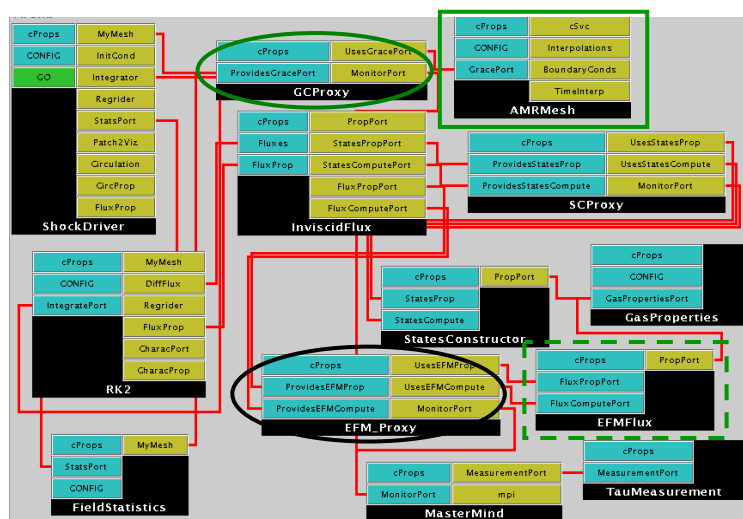 cProps MyMesh
CONFIG InitCond
GO Integrator
Regrider
StatsPort
Patch2Viz
Circulation
CircProp
FluxProp
ShockDriver
cProps UsesGracePort
ProvidesGracePort MonitorPort
GCProxy
cProps cSvc
CONFIG Interpolations
GracePort BoundaryConds
TimeInterp
AMRMesh
cProps PropPort
Fluxes StatesPropPort
FluxProp StatesComputePort
FluxPropPort
FluxComputePort
InviscidFlux
cProps UsesStatesProp
ProvidesStatesProp UsesStatesCompute
ProvidesStatesCompute MonitorPort
SCProxy
cProps MyMesh
CONFIG DiffFlux
IntegratePort Regrider
FluxProp
CharacPort
CharacProp
RK2
cProps PropPort
StatesProp
StatesCompute
StatesConstructor
cProps
CONFIG
GasPropertiesPort
GasProperties
cProps UsesEFMProp
ProvidesEFMProp UsesEFMCompute
ProvidesEFMCompute MonitorPort
EFM_Proxy
cProps PropPort
FluxPropPort
FluxComputePort
EFMFlux
cProps MyMesh
StatsPort
CONFIG
FieldStatistics
cProps MeasurementPort
MonitorPort mpi
MasterMind
cProps
MeasurementPort
TauMeasurement